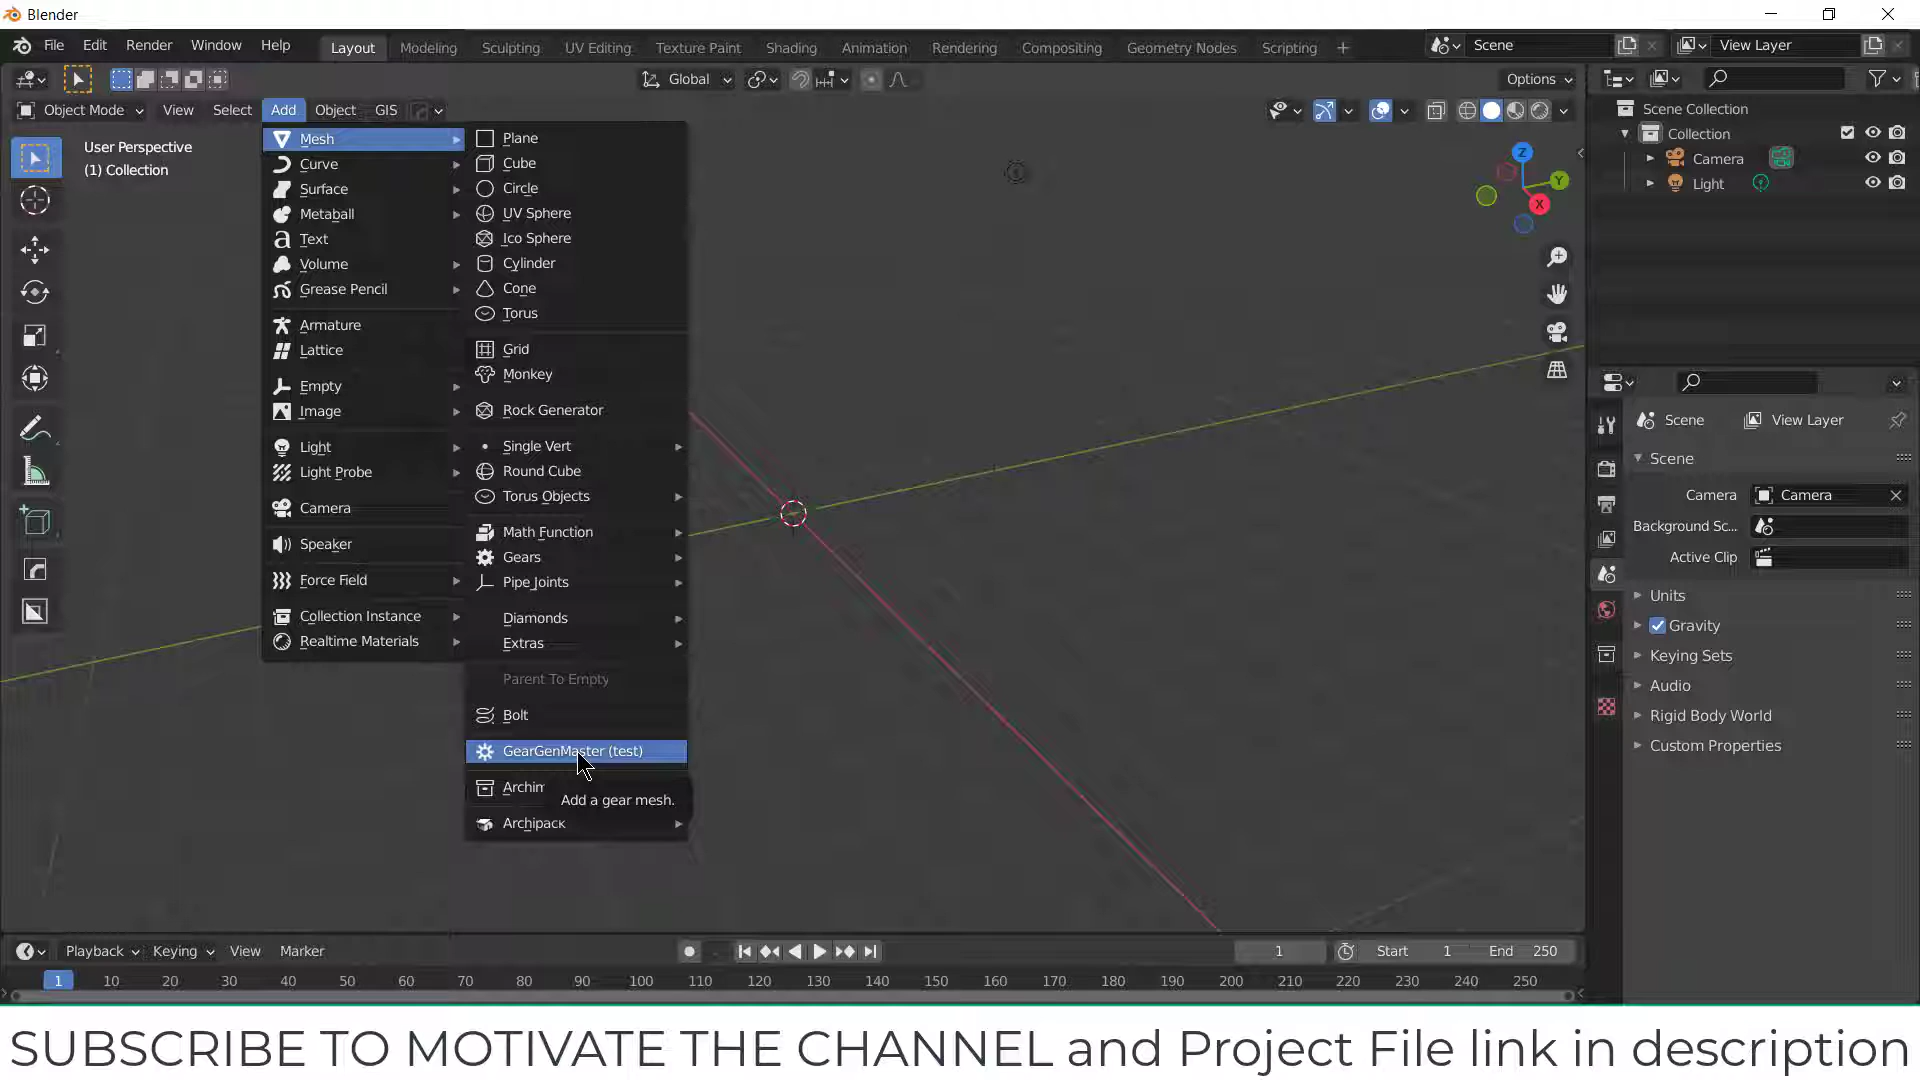 Blender
File Edit Render Window Help Layout Modeling Sculpting UV Editing Texture Paint Shading Animation Rendering Compositing Geometry Nodes Scripting + Scene View Layer
Global Options
Object Mode View Select Add Object GIS
User Perspective
(1) Collection
Mesh
Curve
Surface
Metaball
Text
Volume
Grease Pencil
Armature
Lattice
Empty
Image
Light
Light Probe
Camera
Speaker
Force Field
Collection Instance
Realtime Materials
Plane
Cube
Circle
UV Sphere
Ico Sphere
Cylinder
Cone
Torus
Grid
Monkey
Rock Generator
Single Vert
Round Cube
Torus Objects
Math Function
Gears
Pipe Joints
Diamonds
Extras
Parent To Empty
Bolt
GearGenMaster (test)
Archim
Add a gear mesh.
Archipack
Z
Y
X
Scene Collection
Collection
Camera
Light
Scene View Layer
Scene
Camera Camera
Background Sc...
Active Clip
Units
Gravity
Keying Sets
Audio
Rigid Body World
Custom Properties
Playback Keying View Marker 1 Start 1 End 250
1 10 20 30 40 50 60 70 80 90 100 110 120 130 140 150 160 170 180 190 200 210 220 230 240 250
SUBSCRIBE TO MOTIVATE THE CHANNEL and Project File link in description